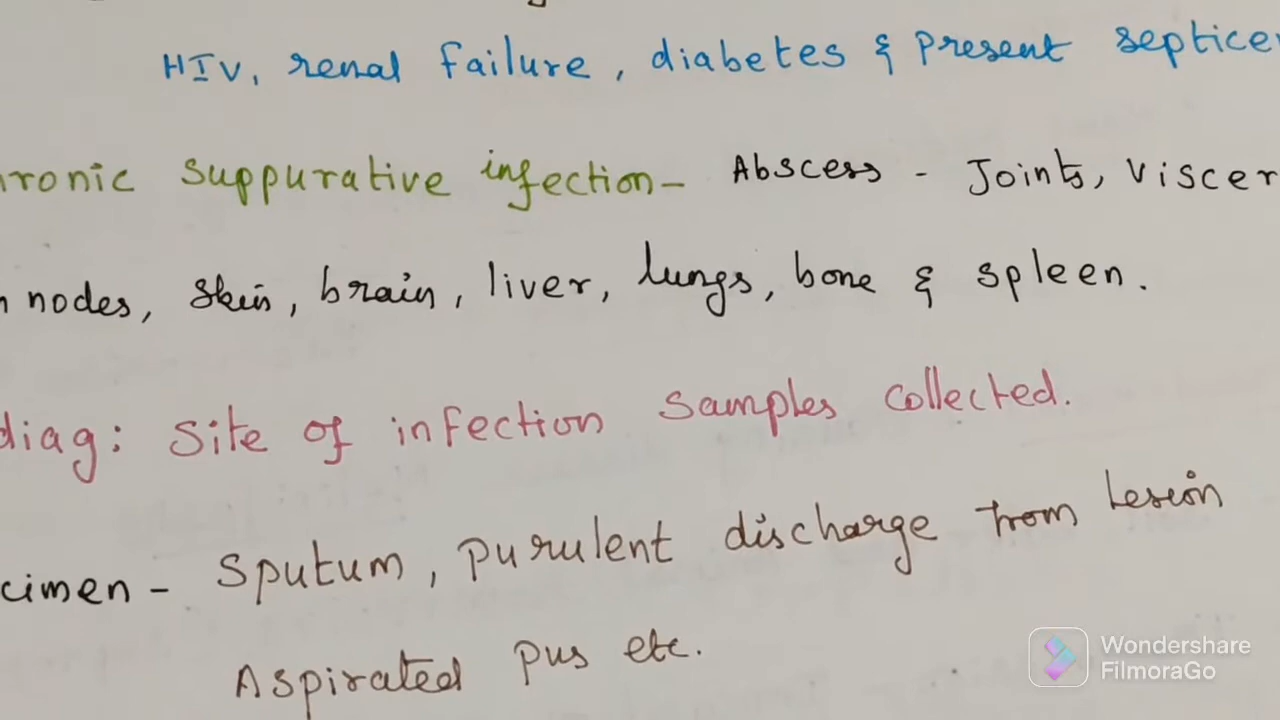 HIV, renal failure, diabetes & present septice
ronic suppurative infection - Abscess - Joints, Viscer
nodes, skin, brain, liver, lungs, bone & spleen.
diag: Site of infection samples collected.
cimen - Sputum, purulent discharge from lesion
Aspirated pus etc.
Wondershare
FilmoraGo